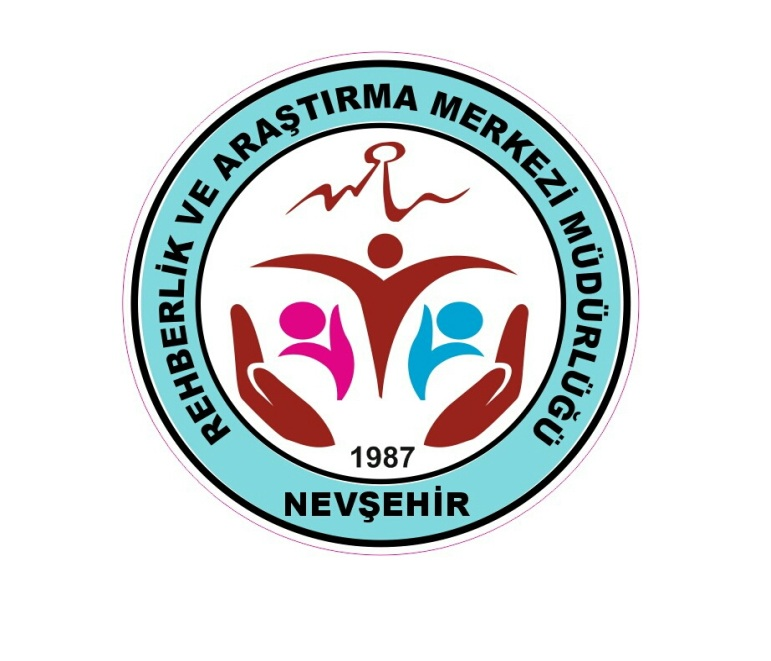 REHBERLİK VE ARAŞTIRMA MERKEZİ MÜDÜRLÜĞÜ
1987
NEVŞEHİR